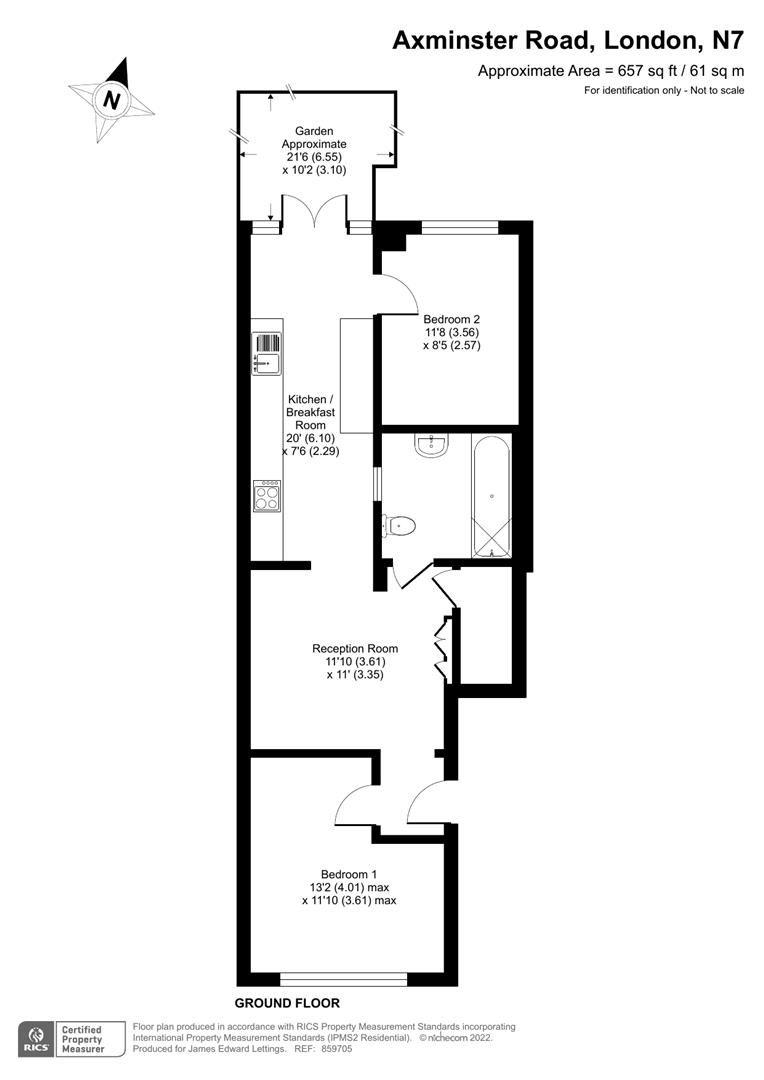 Axminster Road, London, N7
Approximate Area = 657 sq ft / 61 sq m
For identification only - Not to scale
N
Garden
Approximate
21'6 (6.55)
x 10'2 (3.10)
Bedroom 2
11'8 (3.56)
x 8'5 (2.57)
Kitchen /
Breakfast
Room
20' (6.10)
x 7'6 (2.29)
Reception Room
11'10 (3.61)
x 11' (3.35)
Bedroom 1
13'2 (4.01) max
x 11'10 (3.61) max
GROUND FLOOR
RICS
Certified
Property
Measurer
Floor plan produced in accordance with RICS Property Measurement Standards incorporating
International Property Measurement Standards (IPMS2 Residential). © nichecom 2022.
Produced for James Edward Lettings. REF: 859705